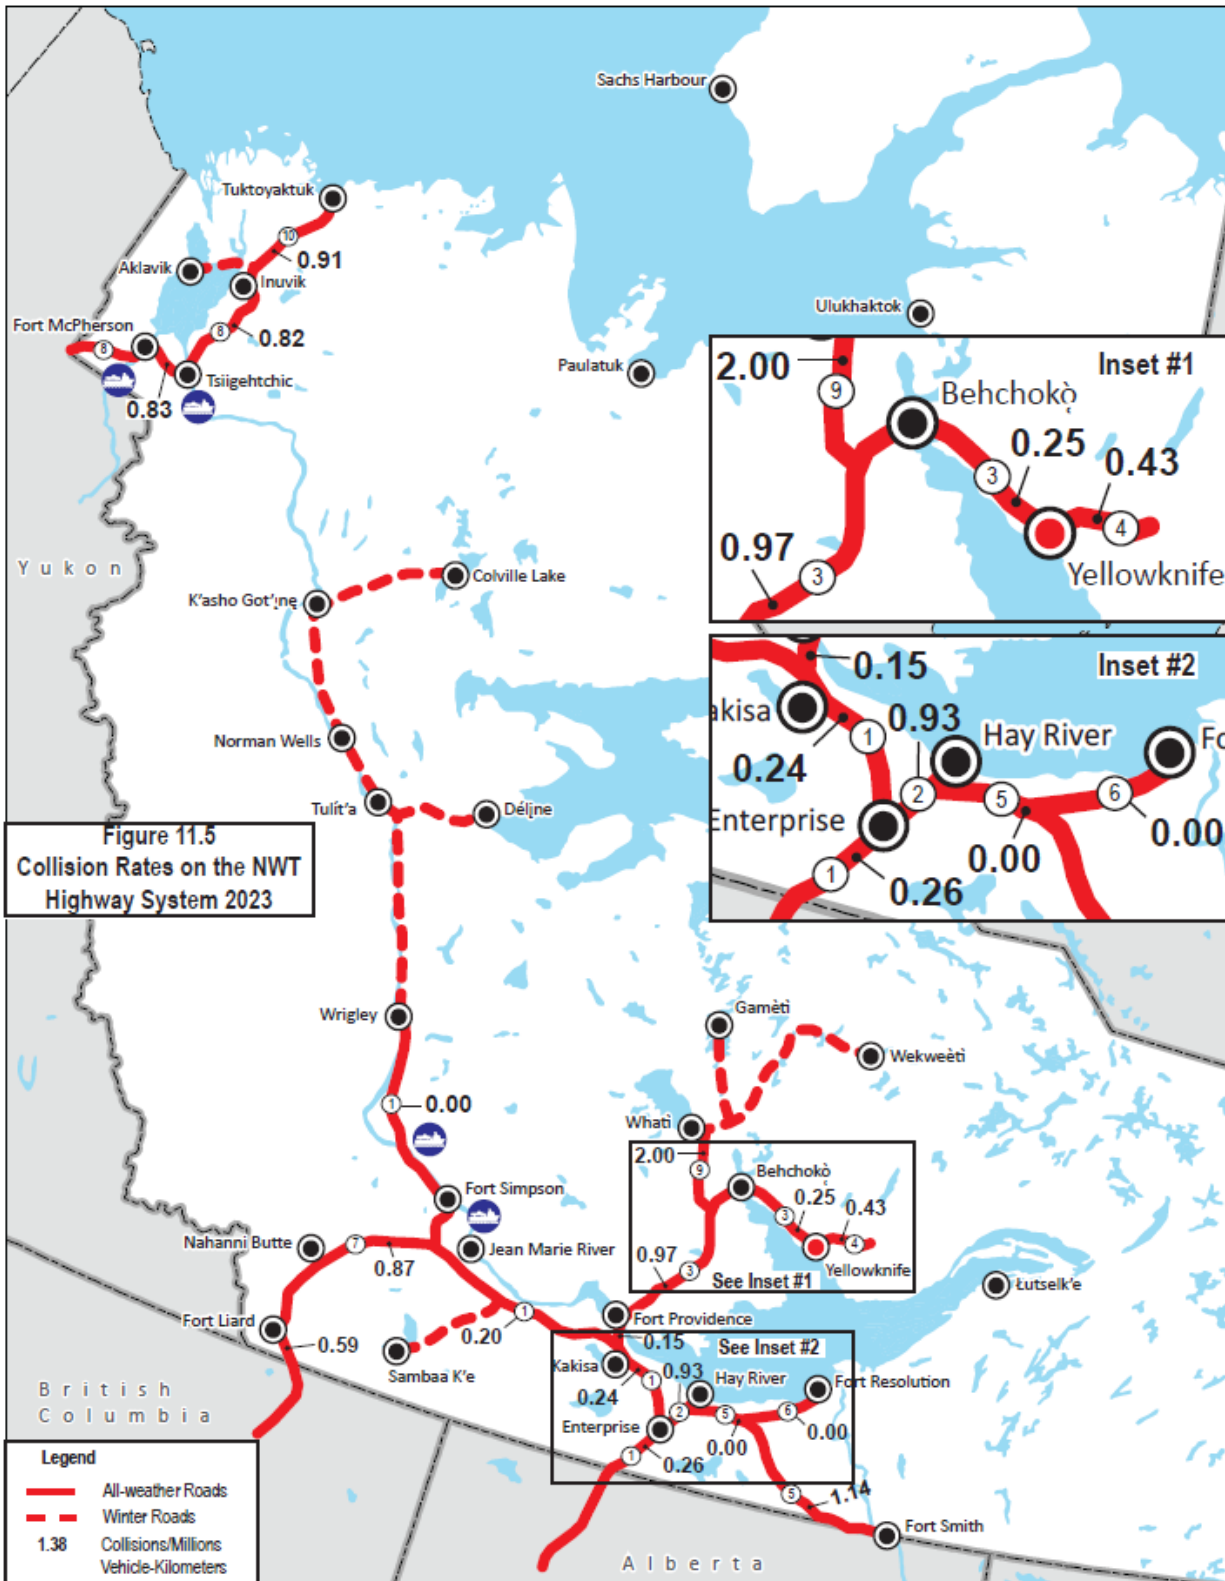 Sachs Harbour
Tuktoyaktuk
10
0.91
Aklavik
Inuvik
Ulukhaktok
Fort McPherson
8
0.82
8
Tsiigehtchic
0.83
Paulatuk
Inset #1
2.00
9
Behchokǫ̀
0.25
0.43
3
4
0.97
3
Yellowknife
Yukon
Colville Lake
K'asho Got'įnę
Inset #2
0.15
akisa
0.93
1
Hay River
Fo
0.24
2
5
6
Enterprise
0.00
0.00
1
0.26
Norman Wells
Tulít'a
Délįne
Figure 11.5
Collision Rates on the NWT
Highway System 2023
Wrigley
Gamètì
Wekweètì
1
0.00
Whatì
2.00
9
Behchokǫ̀
0.25
0.43
3
4
Yellowknife
0.97
3
See Inset #1
Fort Simpson
Nahanni Butte
7
0.87
Jean Marie River
Łutselk'e
Fort Liard
0.59
0.20
1
Fort Providence
0.15
See Inset #2
Sambaa K'e
Kakisa
0.93
Hay River
Fort Resolution
0.24
1
2
5
6
Enterprise
0.00
0.00
1
0.26
5
1.14
Fort Smith
British
Columbia
Alberta
Legend
All-weather Roads
Winter Roads
1.38
Collisions/Millions
Vehicle-Kilometers